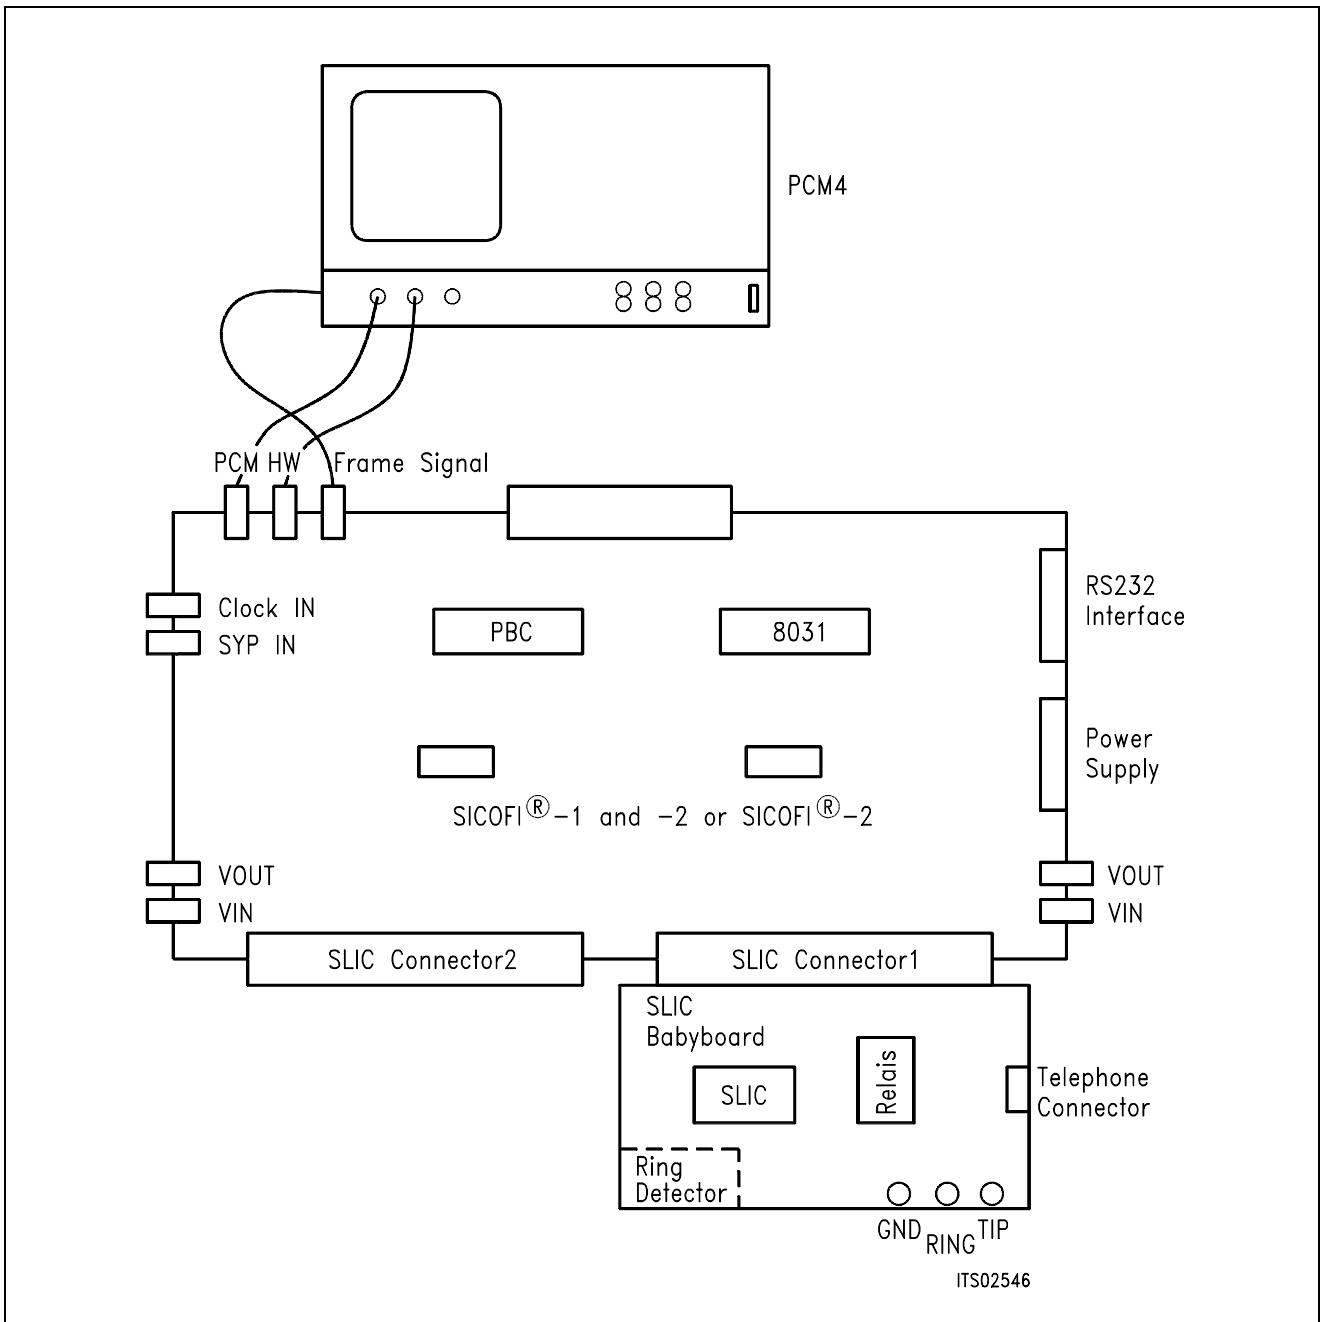 PCM4
PCM HW Frame Signal
Clock IN
SYP IN
RS232
Interface
PBC
8031
Power
Supply
SICOFI®-1 and -2 or SICOFI®-2
VOUT
VIN
VOUT
VIN
SLIC Connector2
SLIC Connector1
SLIC
Babyboard
SLIC
Relais
Telephone
Connector
Ring
Detector
GND
RING
TIP
ITS02546